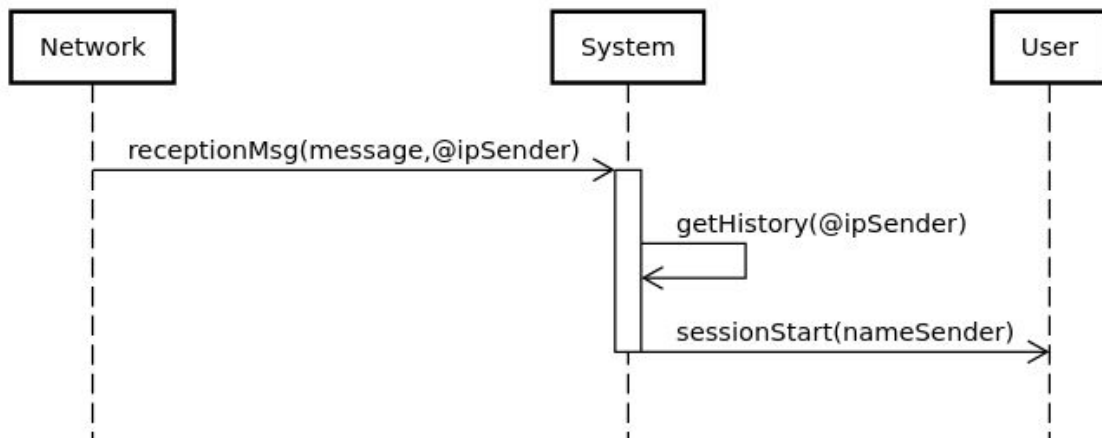 Network
System
User
receptionMsg(message,@ipSender)
getHistory(@ipSender)
sessionStart(nameSender)